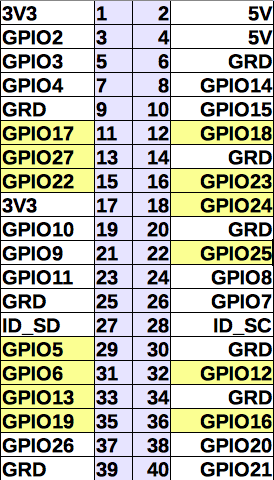 3V3 1 2 5V
GPIO2 3 4 5V
GPIO3 5 6 GRD
GPIO4 7 8 GPIO14
GRD 9 10 GPIO15
GPIO17 11 12 GPIO18
GPIO27 13 14 GRD
GPIO22 15 16 GPIO23
3V3 17 18 GPIO24
GPIO10 19 20 GRD
GPIO9 21 22 GPIO25
GPIO11 23 24 GPIO8
GRD 25 26 GPIO7
ID_SD 27 28 ID_SC
GPIO5 29 30 GRD
GPIO6 31 32 GPIO12
GPIO13 33 34 GRD
GPIO19 35 36 GPIO16
GPIO26 37 38 GPIO20
GRD 39 40 GPIO21